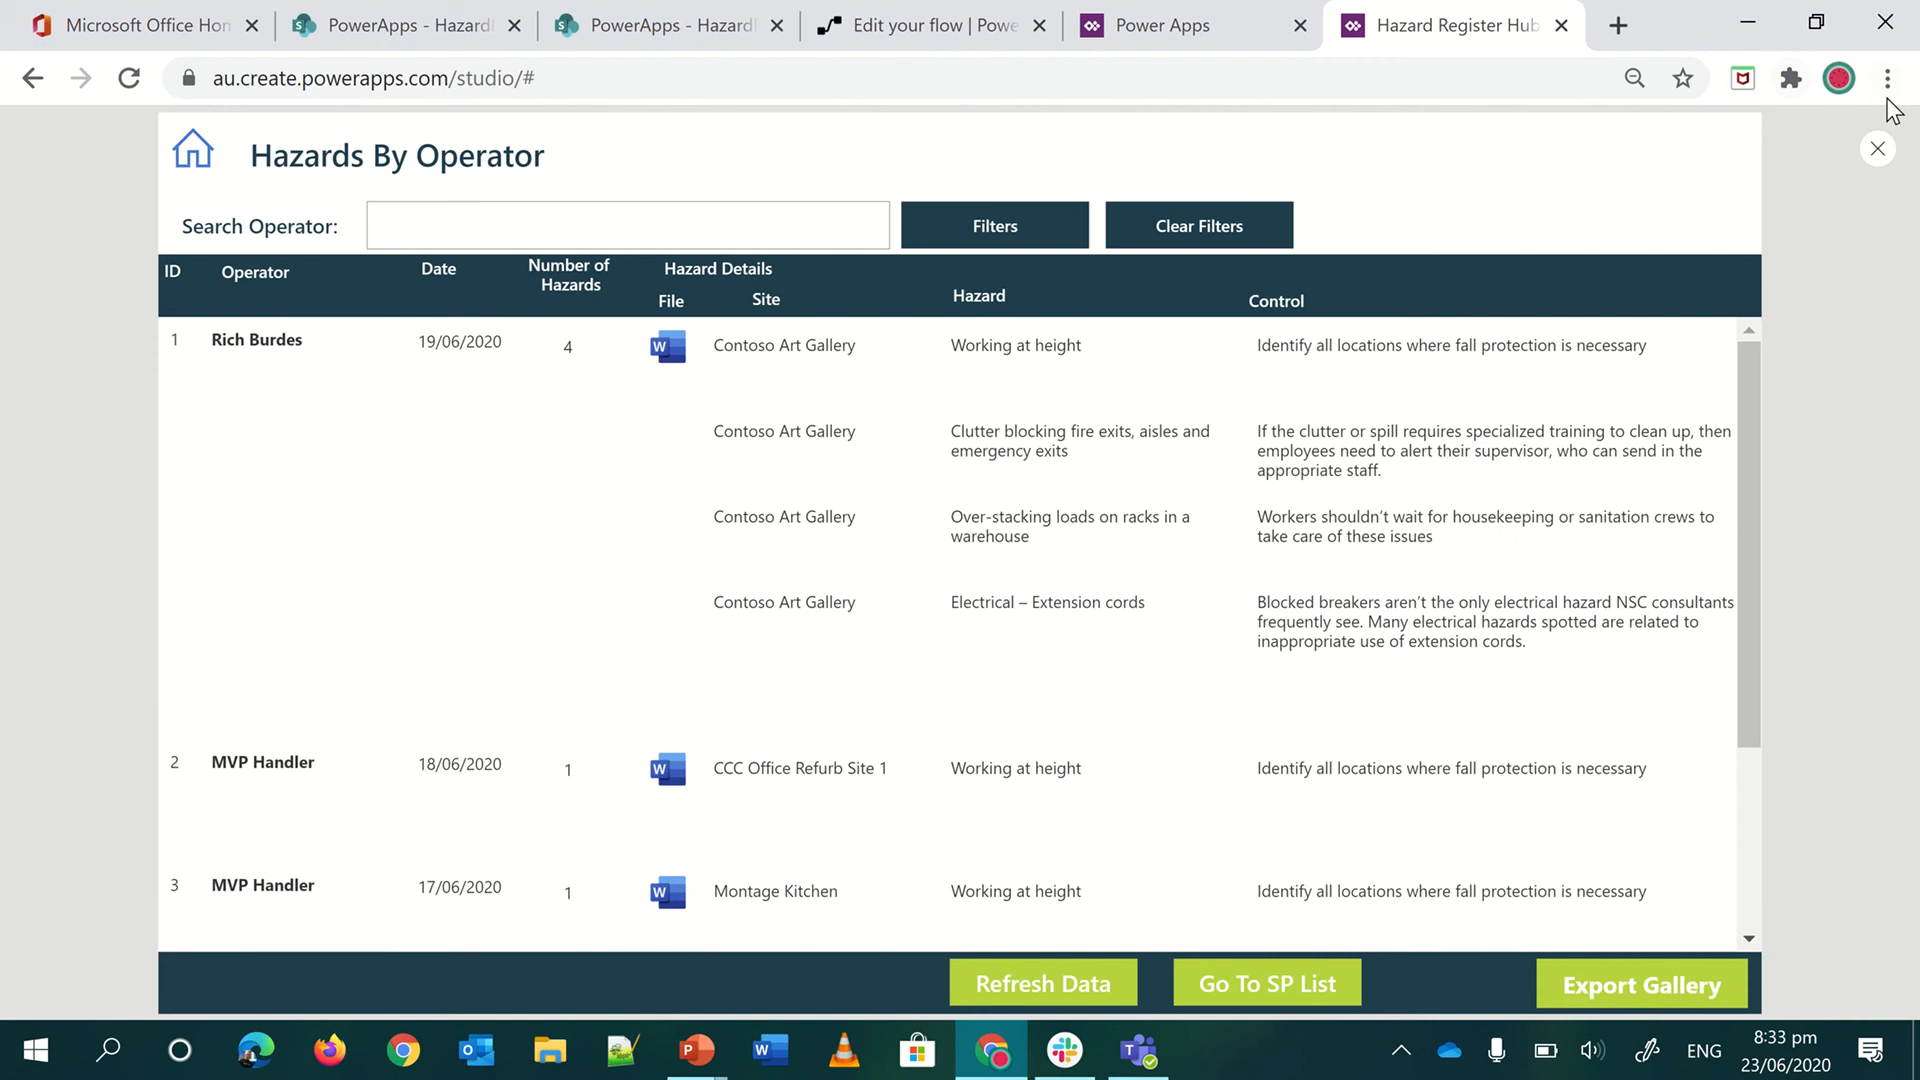 Microsoft Office Hom
PowerApps - Hazardl
PowerApps - Hazardl
Edit your flow | Powe
Power Apps
Hazard Register Hub
au.create.powerapps.com/studio/#
Hazards By Operator
Search Operator:
Filters
Clear Filters
ID
Operator
Date
Number of
Hazards
Hazard Details
File
Site
Hazard
Control
1
Rich Burdes
19/06/2020
4
W
Contoso Art Gallery
Working at height
Identify all locations where fall protection is necessary
Contoso Art Gallery
Clutter blocking fire exits, aisles and
emergency exits
If the clutter or spill requires specialized training to clean up, then
employees need to alert their supervisor, who can send in the
appropriate staff.
Contoso Art Gallery
Over-stacking loads on racks in a
warehouse
Workers shouldn't wait for housekeeping or sanitation crews to
take care of these issues
Contoso Art Gallery
Electrical – Extension cords
Blocked breakers aren't the only electrical hazard NSC consultants
frequently see. Many electrical hazards spotted are related to
inappropriate use of extension cords.
2
MVP Handler
18/06/2020
1
W
CCC Office Refurb Site 1
Working at height
Identify all locations where fall protection is necessary
3
MVP Handler
17/06/2020
1
W
Montage Kitchen
Working at height
Identify all locations where fall protection is necessary
Refresh Data
Go To SP List
Export Gallery
ENG
8:33 pm
23/06/2020